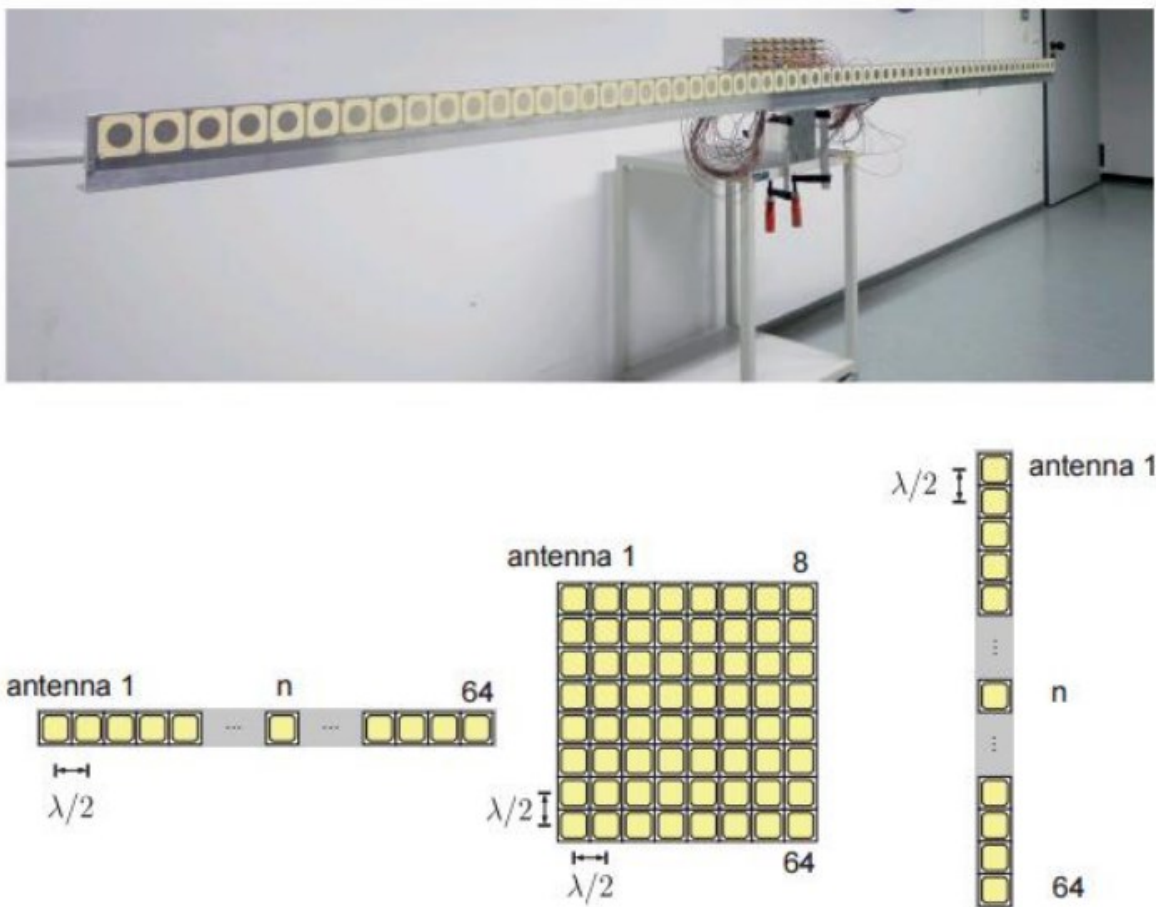 antenna 1 n 64
λ/2
antenna 1 8
λ/2
64
λ/2
antenna 1
λ/2
...
n
...
64
... ...